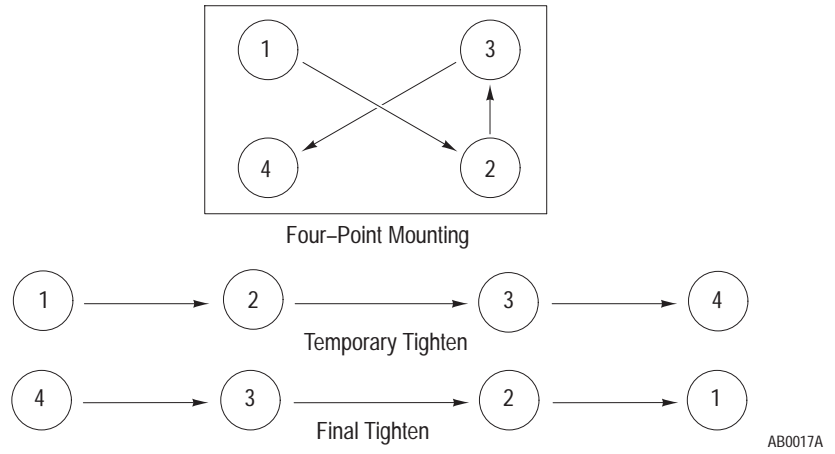 1 3
4 2
Four–Point Mounting
1 2 3 4
Temporary Tighten
4 3 2 1
Final Tighten
AB0017A